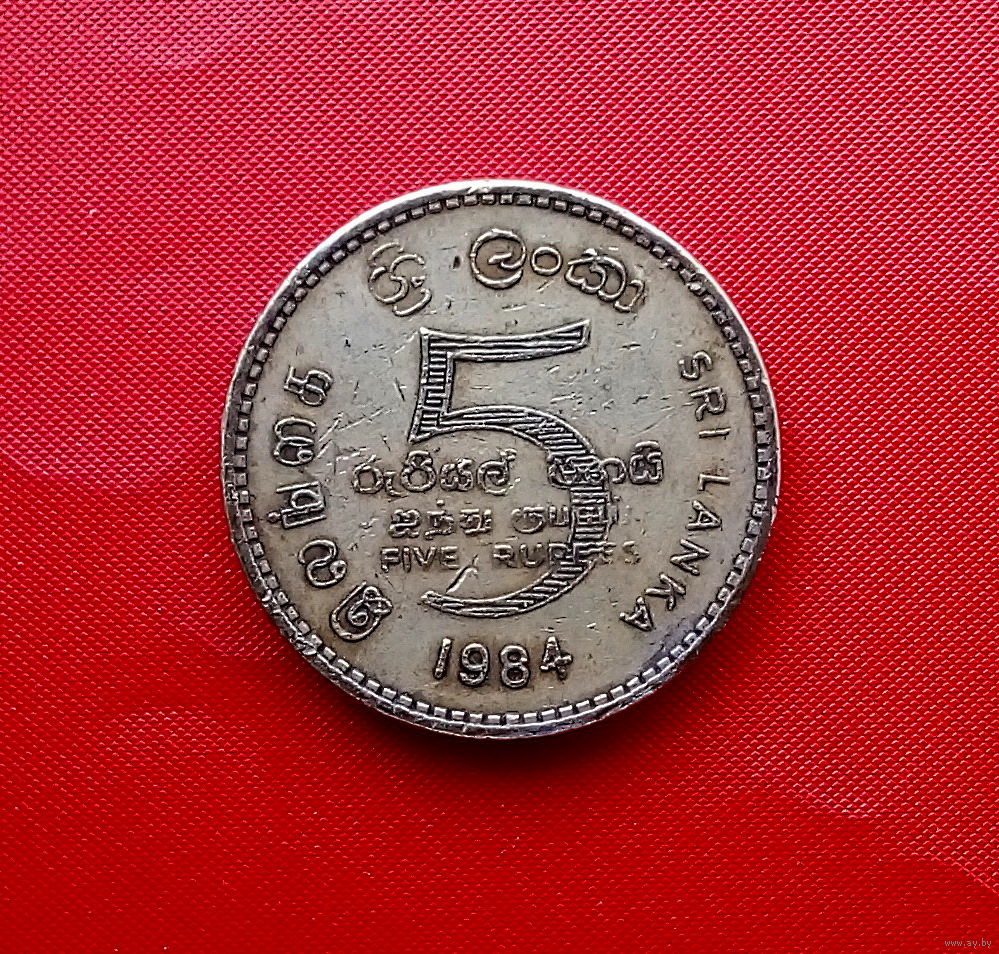 ශ්‍රී ලංකා
இலங்கை
SRI LANKA
5
රුපියල් පහයි
ஐந்து ரூபாய்
FIVE RUPEES
1984
www.ay.by